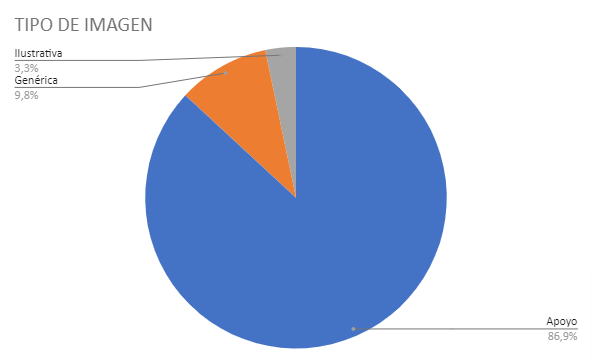 TIPO DE IMAGEN
Ilustrativa
3,3%
Genérica
9,8%
Apoyo
86,9%